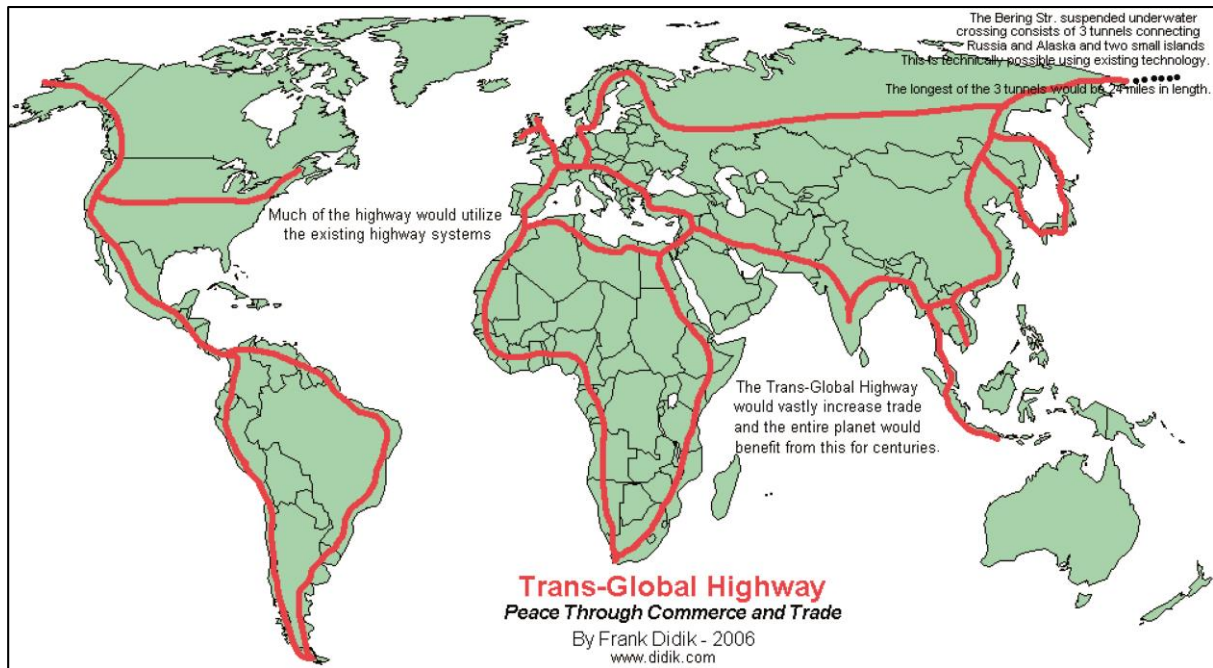 The Bering Str. suspended underwater
crossing consists of 3 tunnels connecting
Russia and Alaska and two small islands
This is technically possible using existing technology.
The longest of the 3 tunnels would be 24 miles in length.
Much of the highway would utilize
the existing highway systems
The Trans-Global Highway
would vastly increase trade
and the entire planet would
benefit from this for centuries.
Trans-Global Highway
Peace Through Commerce and Trade
By Frank Didik - 2006
www.didik.com